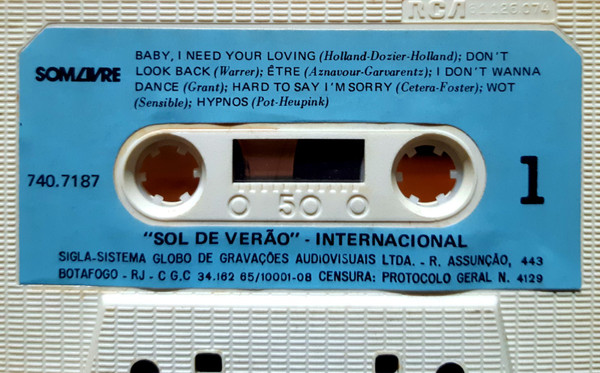 RCA
BABY, I NEED YOUR LOVING (Holland-Dozier-Holland); DON'T
LOOK BACK (Warrer); ÊTRE (Aznavour-Garvarentz); I DON'T WANNA
DANCE (Grant); HARD TO SAY I'M SORRY (Cetera-Foster); WOT
(Sensible); HYPNOS (Pot-Heupink)
SOM LIVRE
740.7187
1
50
"SOL DE VERÃO" - INTERNACIONAL
SIGLA-SISTEMA GLOBO DE GRAVAÇÕES AUDIOVISUAIS LTDA. - R. ASSUNÇÃO, 443
BOTAFOGO - RJ - C G.C 34.162 65/10001-08 CENSURA: PROTOCOLO GERAL N. 4129